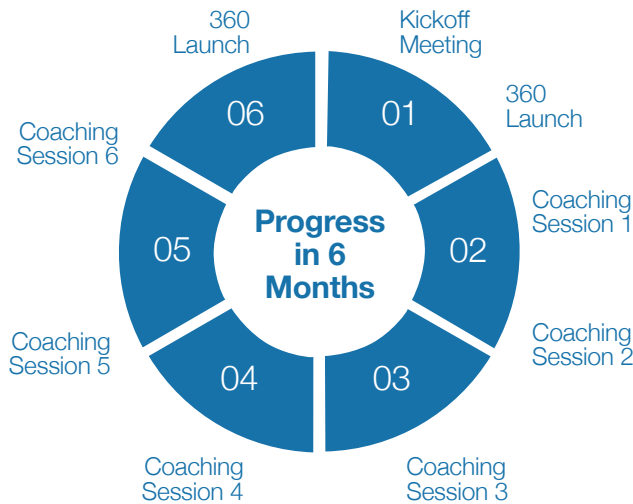 360
Launch
Kickoff
Meeting
06
01
360
Launch
Coaching
Session 6
Coaching
Session 1
Progress
in 6
Months
05
02
Coaching
Session 5
Coaching
Session 2
04
03
Coaching
Session 4
Coaching
Session 3